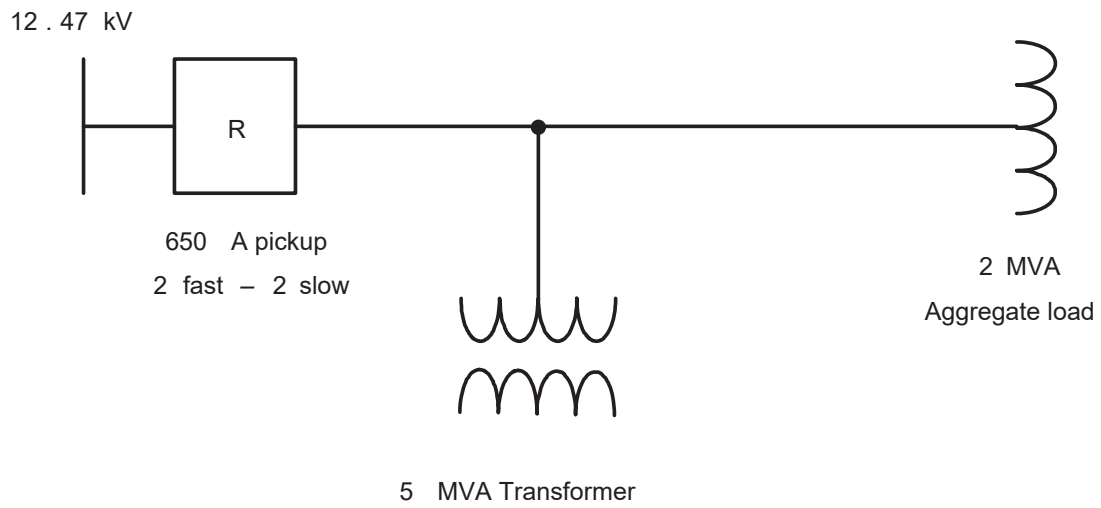 12 . 47 kV
R
650 A pickup
2 fast – 2 slow
2 MVA
Aggregate load
5 MVA Transformer